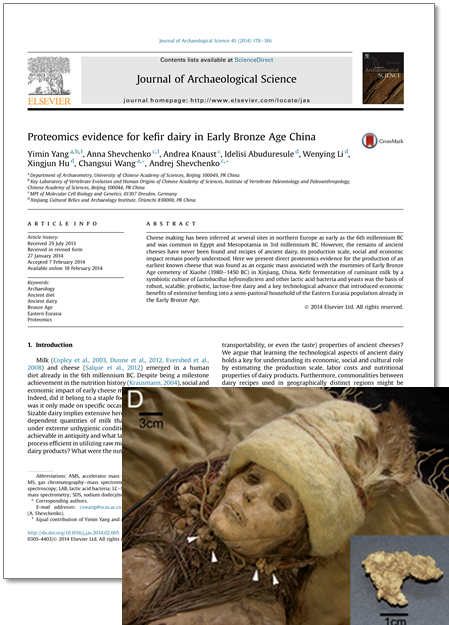 Journal of Archaeological Science 45 (2014) 178–186
Contents lists available at ScienceDirect
Journal of Archaeological Science
journal homepage: http://www.elsevier.com/locate/jas
ELSEVIER
Archaeological
SCIENCE
Proteomics evidence for kefir dairy in Early Bronze Age China
CrossMark
Yimin Yang a,b,1, Anna Shevchenko c,1, Andrea Knaust c, Idelisi Abuduresule d, Wenying Li d,
Xingjun Hu d, Changsui Wang a,*, Andrej Shevchenko c,*
a Department of Archaeometry, University of Chinese Academy of Sciences, Beijing 100049, PR China
b Key Laboratory of Vertebrate Evolution and Human Origins of Chinese Academy of Sciences, Institute of Vertebrate Paleontology and Paleoanthropology,
Chinese Academy of Sciences, Beijing 100044, PR China
c MPI of Molecular Cell Biology and Genetics, 01307 Dresden, Germany
d Xinjiang Cultural Relics and Archaeology Institute, Ürümchi 830000, PR China
ARTICLE INFO
Article history:
Received 29 July 2013
Received in revised form
27 January 2014
Accepted 7 February 2014
Available online 18 February 2014
Keywords:
Archaeology
Ancient diet
Ancient dairy
Bronze Age
Eastern Eurasia
Proteomics
ABSTRACT
Cheese making has been inferred at several sites in northern Europe as early as the 6th millennium BC
and was common in Egypt and Mesopotamia in 3rd millennium BC. However, the remains of ancient
cheeses have never been found and recipes of ancient dairy, its production scale, social and economic
impact remain poorly understood. Here we present direct proteomics evidence for the production of an
earliest known cheese that was found as an organic mass associated with the mummies of Early Bronze
Age cemetery of Xiaohe (1980–1450 BC) in Xinjiang, China. Kefir fermentation of ruminant milk by a
symbiotic culture of Lactobacillus kefiranofaciens and other lactic acid bacteria and yeasts was the basis of
robust, scalable, probiotic, lactose-free dairy and a key technological advance that introduced economic
benefits of extensive herding into a semi-pastoral household of the Eastern Eurasia population already in
the Early Bronze Age.
© 2014 Elsevier Ltd. All rights reserved.
1. Introduction
Milk (Copley et al., 2003, Dunne et al., 2012, Evershed et al.,
2008) and cheese (Salque et al., 2012) emerged in a human
diet already in the 6th millennium BC. Despite being a milestone
achievement in the nutrition history (Krausmann, 2004), social and
economic impact of early cheese m
Indeed, did it belong to a staple fo
was it only made on specific occas
Sizable dairy implies extensive here
dependent quantities of milk tha
under extreme unhygienic condition
achievable in antiquity and what la
process efficient in utilizing raw mi
dairy products? What were the nut
transportability, or even the taste) properties of ancient cheeses?
We argue that learning the technological aspects of ancient dairy
holds a key for understanding its economic, social and cultural role
by estimating the production scale, labor costs and nutritional
properties of dairy products. Furthermore, commonalities between
dairy recipes used in geographically distinct regions might be
Abbreviations: AMS, accelerator mass
MS, gas chromatography–mass spectrom
spectroscopy; LAB, lactic acid bacteria; LC–
mass spectrometry; SDS, sodium dodecylsu
* Corresponding authors.
E-mail addresses: cswang@ucas.ac.cn
(A. Shevchenko).
1 Equal contribution of Yimin Yang and A
http://dx.doi.org/10.1016/j.jas.2014.02.005
0305-4403/© 2014 Elsevier Ltd. All rights r
D
3cm
1cm